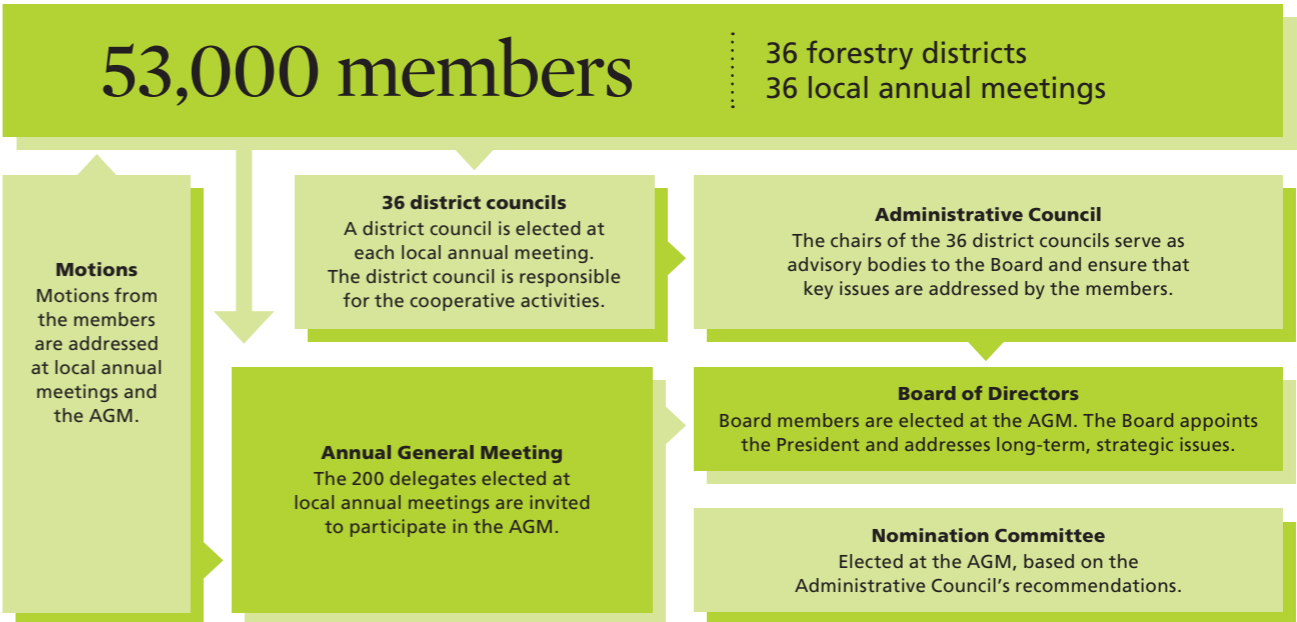 53,000 members
36 forestry districts
36 local annual meetings
Motions
Motions from
the members
are addressed
at local annual
meetings and
the AGM.
36 district councils
A district council is elected at
each local annual meeting.
The district council is responsible
for the cooperative activities.
Administrative Council
The chairs of the 36 district councils serve as
advisory bodies to the Board and ensure that
key issues are addressed by the members.
Annual General Meeting
The 200 delegates elected at
local annual meetings are invited
to participate in the AGM.
Board of Directors
Board members are elected at the AGM. The Board appoints
the President and addresses long-term, strategic issues.
Nomination Committee
Elected at the AGM, based on the
Administrative Council’s recommendations.